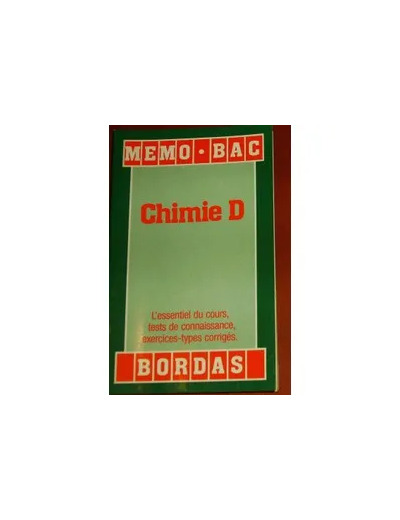 MEMO • BAC
Chimie D
L'essentiel du cours,
tests de connaissance,
exercices-types corrigés.
BORDAS